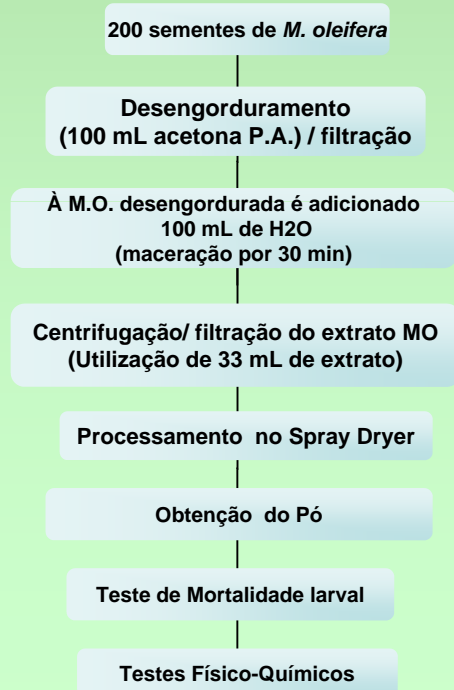 200 sementes de M. oleifera
Desengorduramento
(100 mL acetona P.A.) / filtração
À M.O. desengordurada é adicionado
100 mL de H2O
(maceração por 30 min)
Centrifugação/ filtração do extrato MO
(Utilização de 33 mL de extrato)
Processamento no Spray Dryer
Obtenção do Pó
Teste de Mortalidade larval
Testes Físico-Químicos